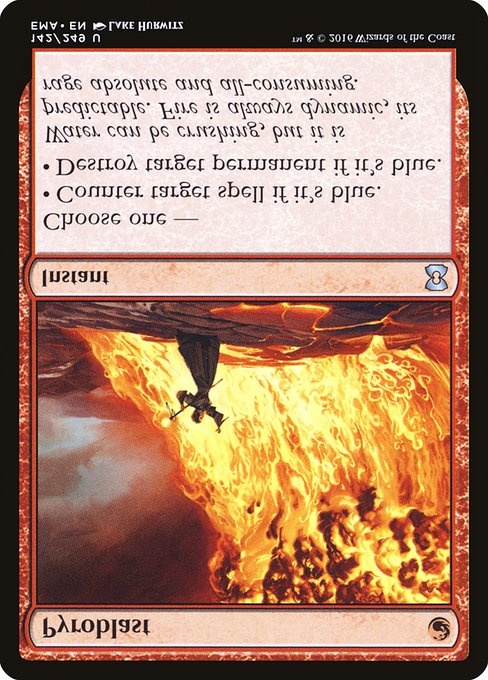 Pyroblast
Instant
Choose one —
• Counter target spell if it's blue.
• Destroy target permanent if it's blue.
Water can be crushing, but it is
predictable. Fire is always dynamic, its
rage absolute and all-consuming.
142/249 U
EMA • EN Lake Hurwitz
™ & © 2016 Wizards of the Coast